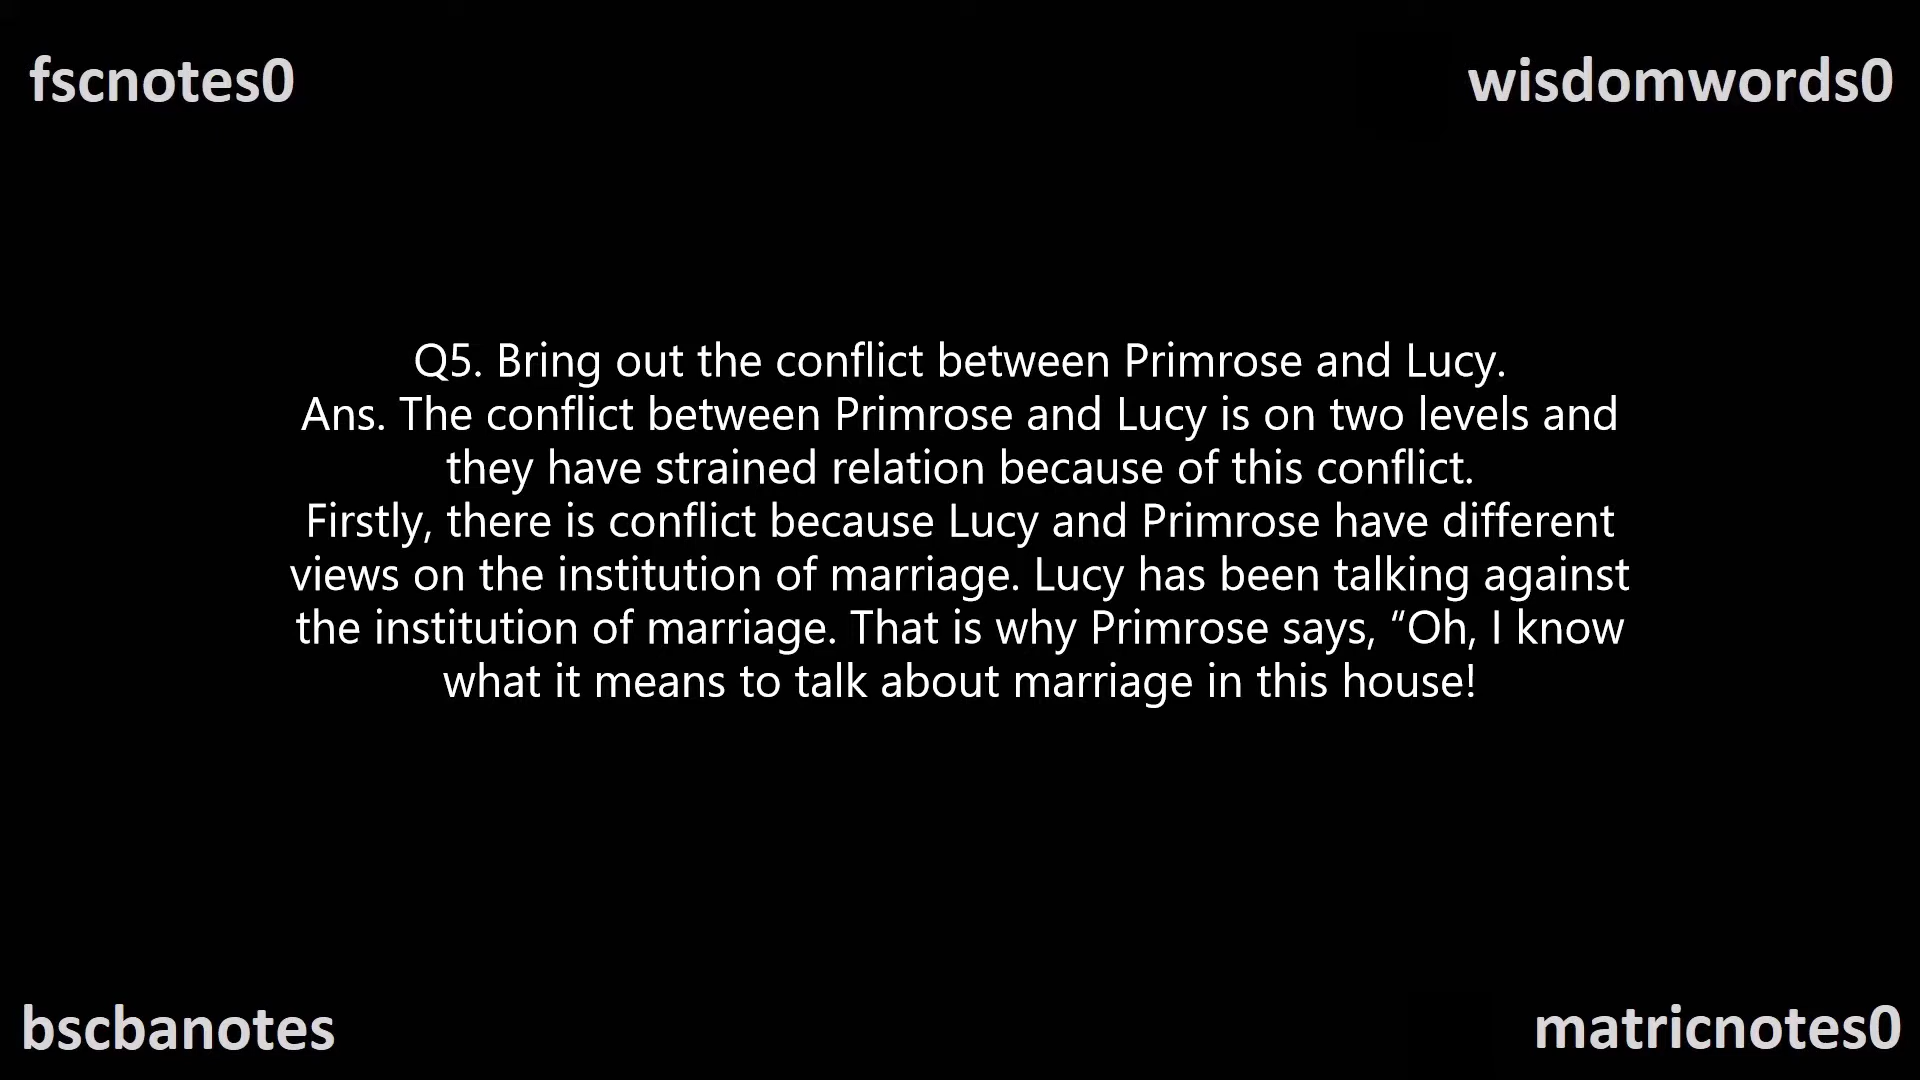 fscnotes0
wisdomwords0
Q5. Bring out the conflict between Primrose and Lucy.
Ans. The conflict between Primrose and Lucy is on two levels and
they have strained relation because of this conflict.
Firstly, there is conflict because Lucy and Primrose have different
views on the institution of marriage. Lucy has been talking against
the institution of marriage. That is why Primrose says, “Oh, I know
what it means to talk about marriage in this house!
bscbanotes
matricnotes0